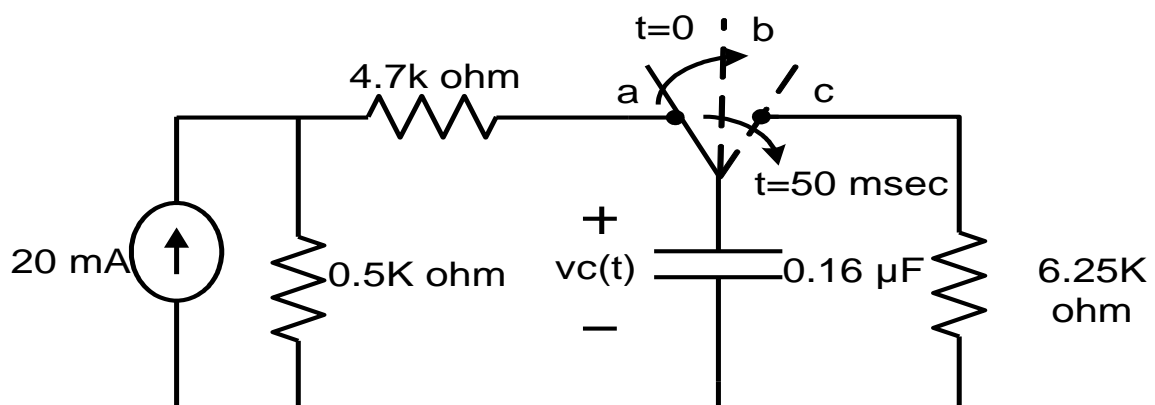 t=0
b
4.7k ohm
a
c
t=50 msec
20 mA
0.5K ohm
+
vc(t)
–
0.16 µF
6.25K
ohm